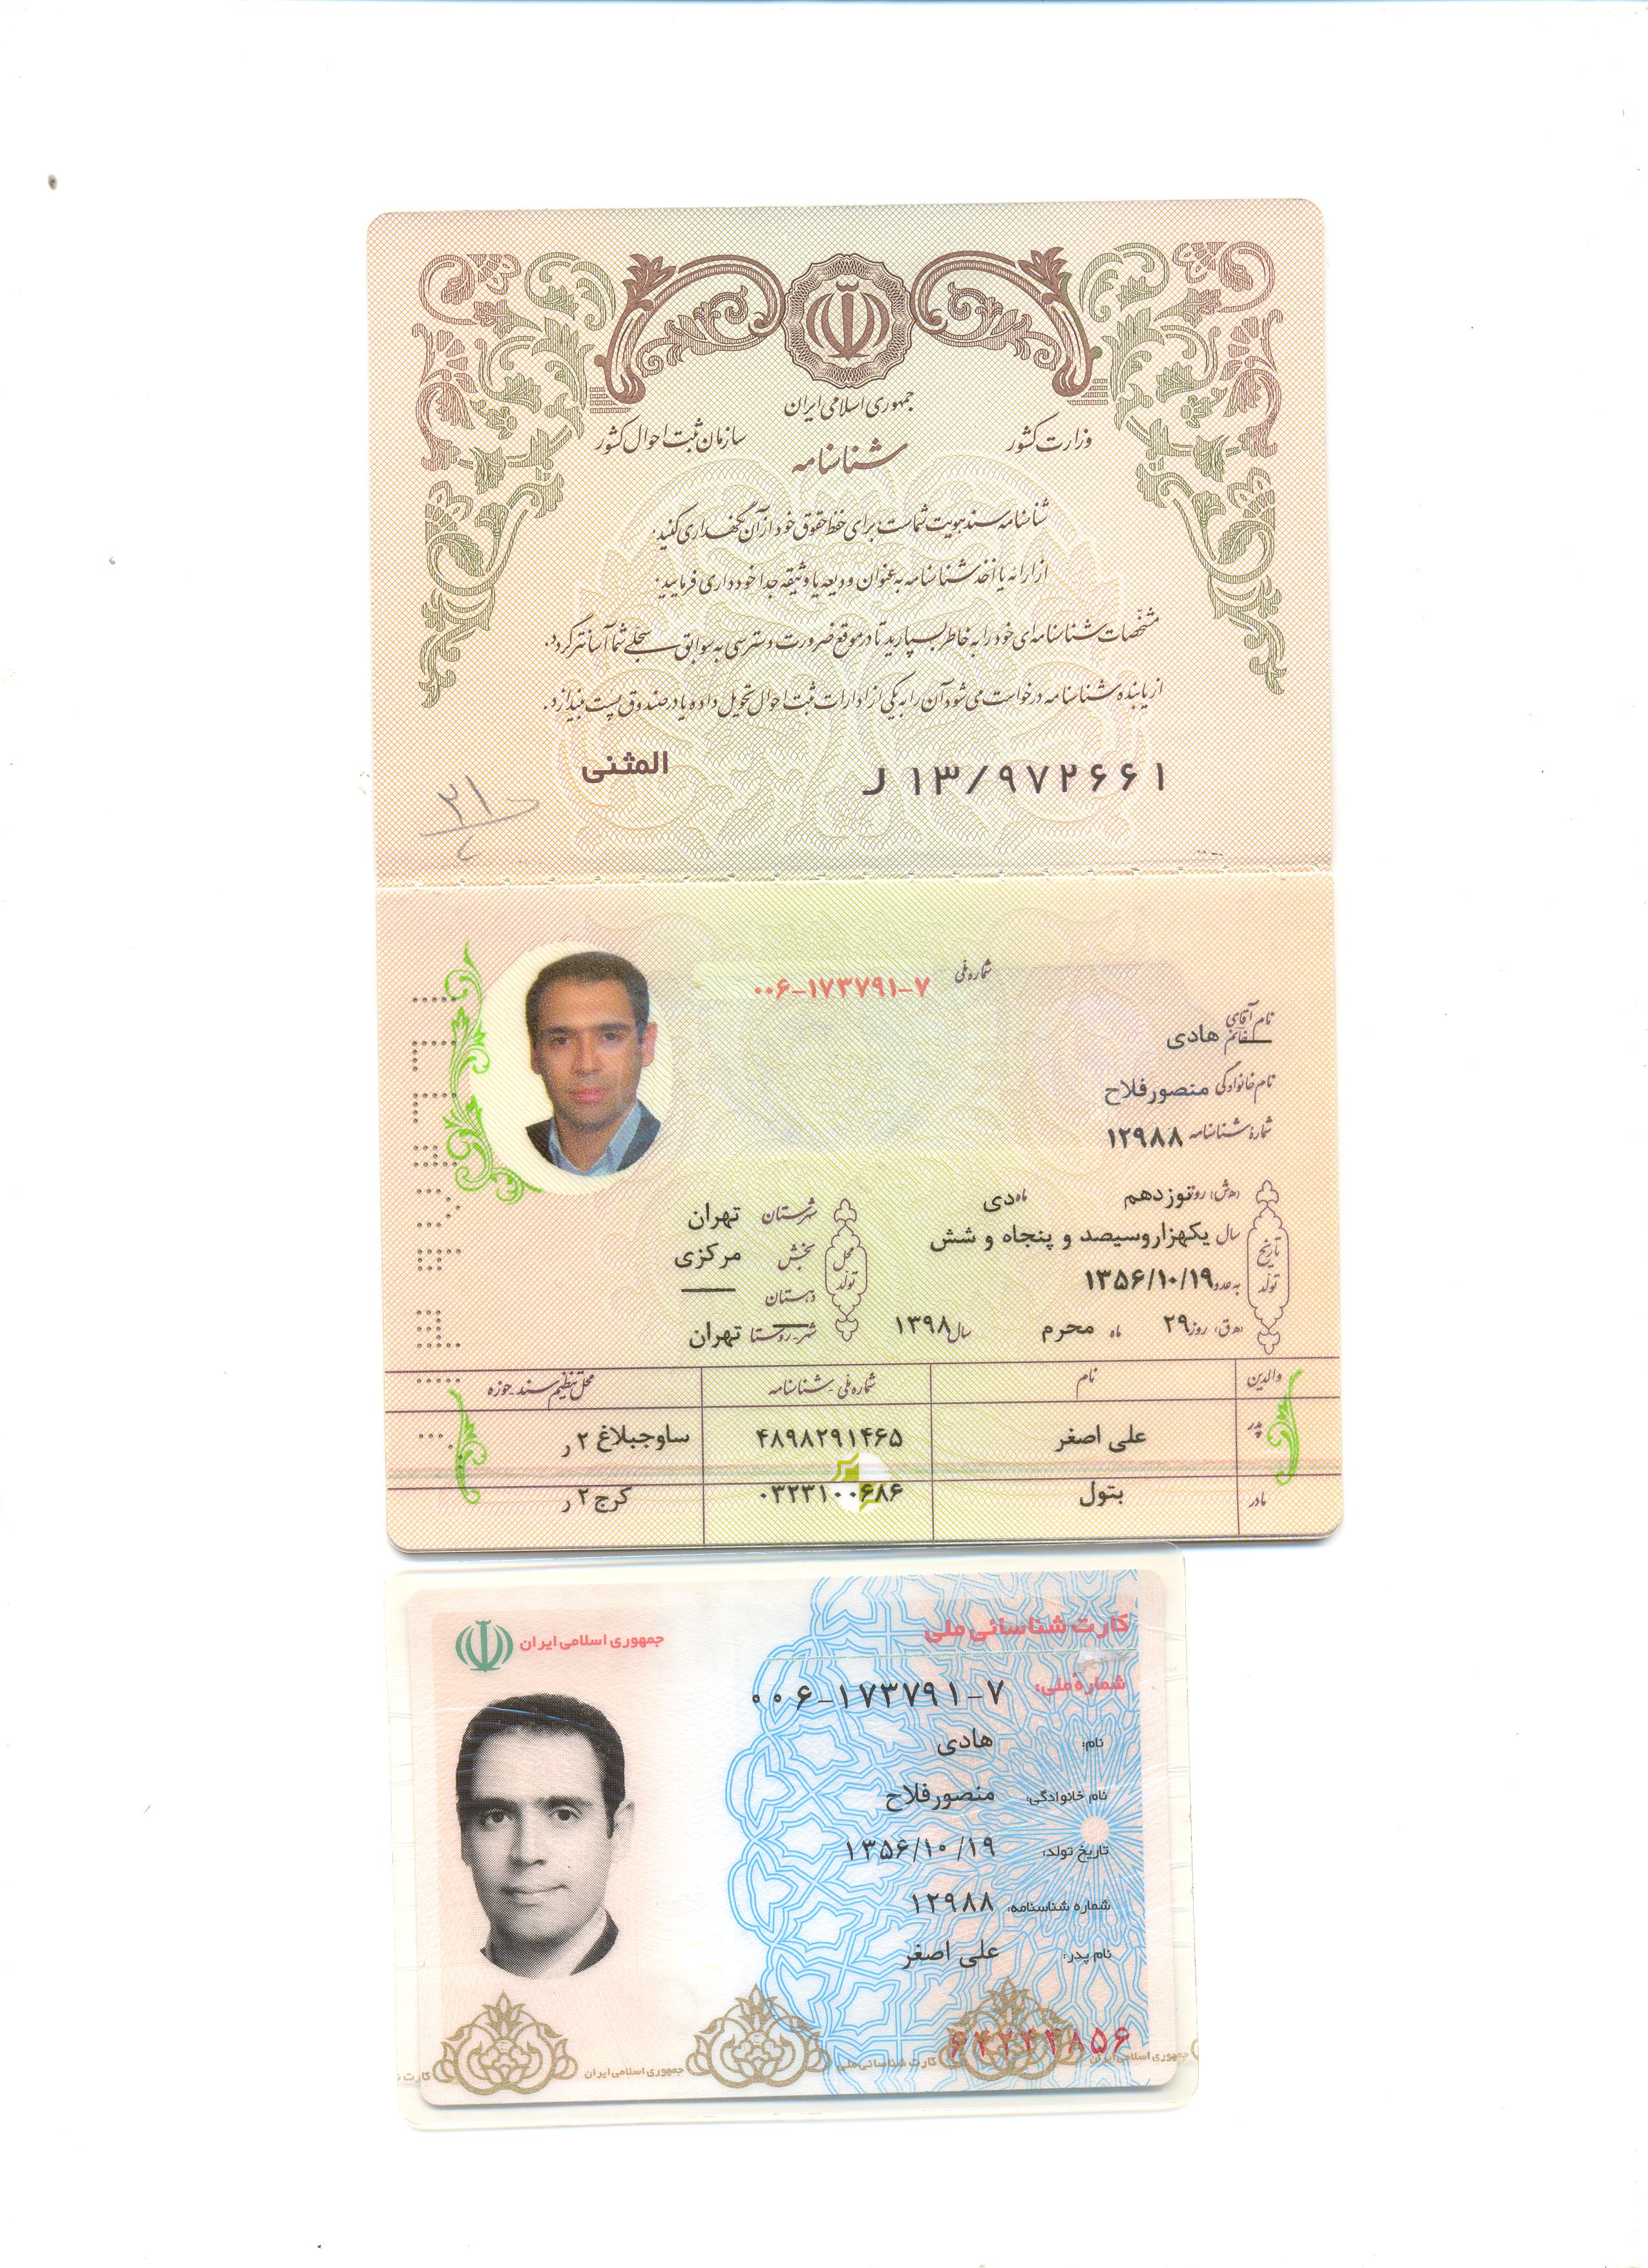 جمهوری اسلامی ایران
وزارت کشور
سازمان ثبت احوال کشور
شناسنامه
شناسنامه سند هویت شماست؛ برای حفظ حقوق خود از آن نگهداری کنید.
از ارائه یا اخذ شناسنامه به عنوان ودیعه یا وثیقه جدا خودداری فرمایید.
مشخصات شناسنامه‌ای خود را به خاطر بسپارید تا در موقع ضرورت دسترسی به سوابق سجلی شما آسانتر گردد.
از یابنده شناسنامه درخواست می شود آن را به یکی از ادارات ثبت احوال تحویل داده یا در صندوق پست بیندازد.
المثنی
۱۳/۹۷۲۶۶۱
شماره ملی ۰۰۶-۱۷۳۷۹۱-۷
نام آقای خانم هادی
نام خانوادگی منصورفلاح
شماره شناسنامه ۱۲۹۸۸
تاریخ تولد
(ه‍.ش) روز نوزدهم ماه دی
سال یکهزاروسیصد و پنجاه و شش
به عدد ۱۳۵۶/۱۰/۱۹
(ه‍.ق) روز ۲۹ ماه محرم سال ۱۳۹۸
محل تولد
شهرستان تهران
بخش مرکزی
دهستان
شهر-روستا تهران
والدین نام شماره ملی-شناسنامه محل تنظیم سند-حوزه
پدر علی اصغر ۴۸۹۸۲۹۱۴۶۵ ساوجبلاغ ۲ ر
مادر بتول ۰۳۲۳۱۰۰۶۸۶ کرج ۲ ر
کارت شناسائی ملی
جمهوری اسلامی ایران
شمارهٔ ملی: ۰۰۶-۱۷۳۷۹۱-۷
نام: هادی
نام خانوادگی: منصورفلاح
تاریخ تولد: ۱۳۵۶/۱۰/۱۹
شماره شناسنامه: ۱۲۹۸۸
نام پدر: علی اصغر
جمهوری اسلامی ایران
کارت شناسائی ملی
جمهوری اسلامی ایران